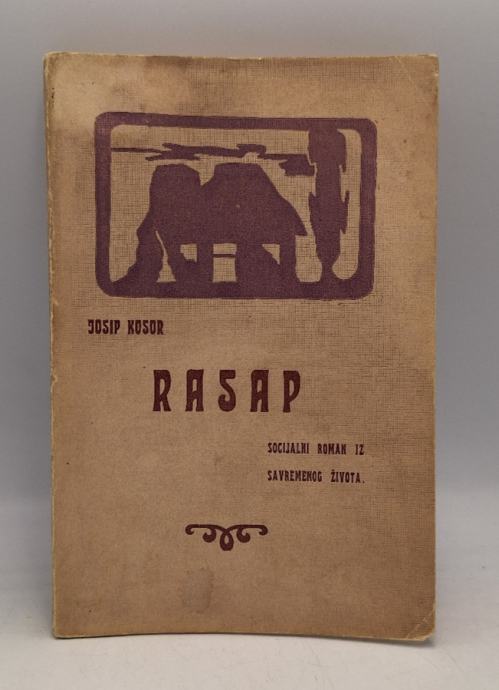 JOSIP KOSOR
RASAP
SOCIJALNI ROMAN IZ
SAVREMENOG ŽIVOTA.